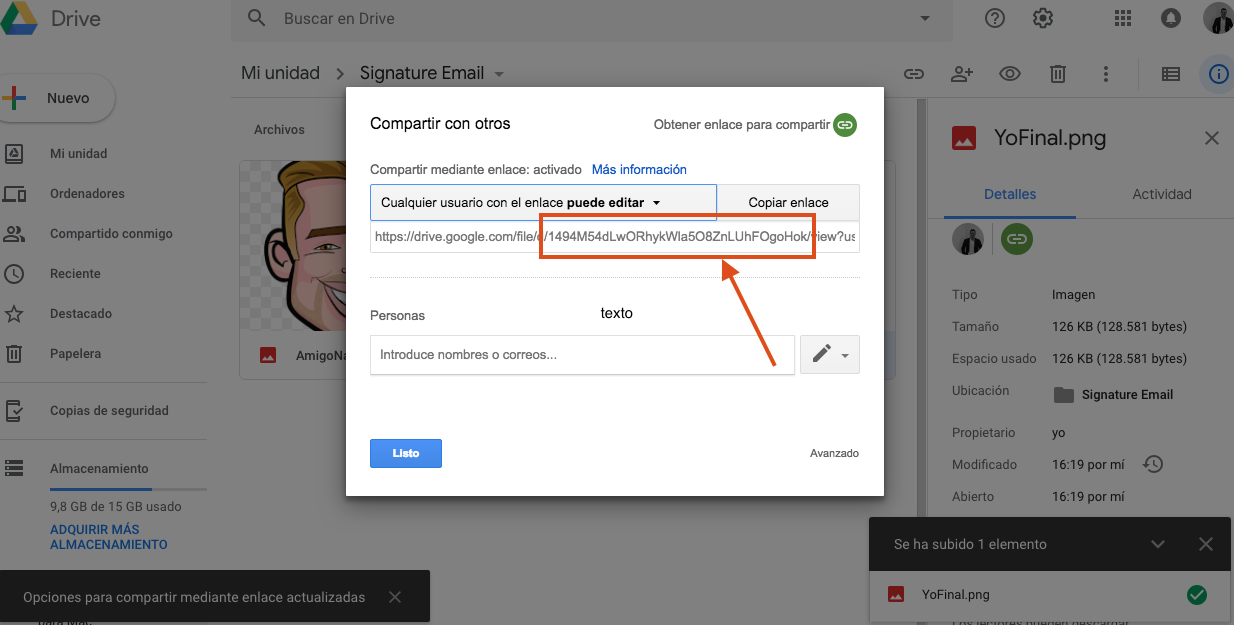 Drive
Buscar en Drive
Mi unidad
Signature Email
Nuevo
Archivos
Mi unidad
Ordenadores
Compartido conmigo
Reciente
Destacado
Papelera
Copias de seguridad
Almacenamiento
9,8 GB de 15 GB usado
ADQUIRIR MÁS
ALMACENAMIENTO
AmigoNa
Compartir con otros
Obtener enlace para compartir
Compartir mediante enlace: activado Más información
Cualquier usuario con el enlace puede editar
Copiar enlace
https://drive.google.com/file/d/1494M54dLwORhykWla5O8ZnLUhFOgoHok/view?us
Personas
texto
Introduce nombres o correos...
Listo
Avanzado
YoFinal.png
Detalles
Actividad
Tipo Imagen
Tamaño 126 KB (128.581 bytes)
Espacio usado 126 KB (128.581 bytes)
Ubicación Signature Email
Propietario yo
Modificado 16:19 por mí
Abierto 16:19 por mí
Se ha subido 1 elemento
YoFinal.png
Opciones para compartir mediante enlace actualizadas
para Mac
Los lectores pueden descargar